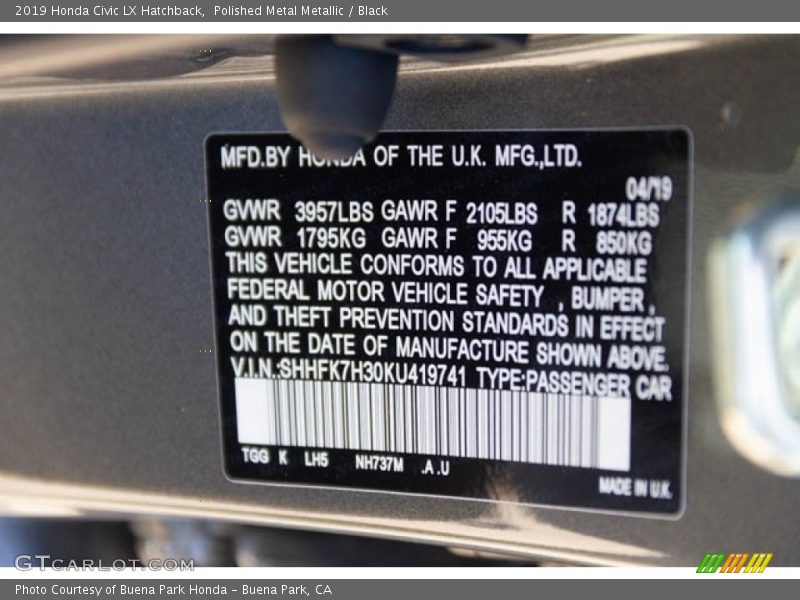 2019 Honda Civic LX Hatchback, Polished Metal Metallic / Black
MFD.BY HONDA OF THE U.K. MFG.,LTD.
04/19
GVWR 3957LBS GAWR F 2105LBS R 1874LBS
GVWR 1795KG GAWR F 955KG R 850KG
THIS VEHICLE CONFORMS TO ALL APPLICABLE
FEDERAL MOTOR VEHICLE SAFETY , BUMPER ,
AND THEFT PREVENTION STANDARDS IN EFFECT
ON THE DATE OF MANUFACTURE SHOWN ABOVE.
V.I.N.:SHHFK7H30KU419741 TYPE:PASSENGER CAR
TGG K LH5 NH737M .A .U
MADE IN U.K.
GTCARLOT.COM
Photo Courtesy of Buena Park Honda - Buena Park, CA